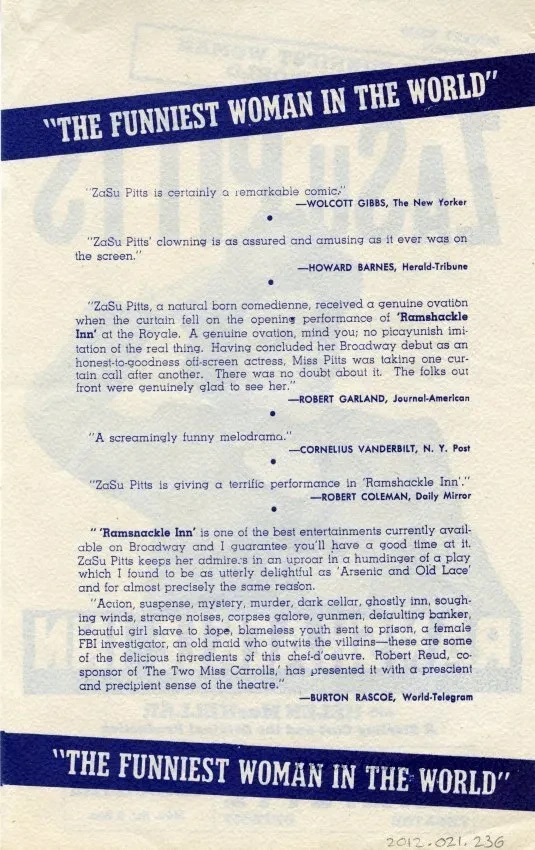 "THE FUNNIEST WOMAN IN THE WORLD"
"ZaSu Pitts is certainly a remarkable comic."
—WOLCOTT GIBBS, The New Yorker
•
"ZaSu Pitts' clowning is as assured and amusing as it ever was on
the screen."
—HOWARD BARNES, Herald-Tribune
•
"ZaSu Pitts, a natural born comedienne, received a genuine ovation
when the curtain fell on the opening performance of 'Ramshackle
Inn' at the Royale. A genuine ovation, mind you; no picayunish imi-
tation of the real thing. Having concluded her Broadway debut as an
honest-to-goodness off-screen actress, Miss Pitts was taking one cur-
tain call after another. There was no doubt about it. The folks out
front were genuinely glad to see her."
—ROBERT GARLAND, Journal-American
•
"A screamingly funny melodrama."
—CORNELIUS VANDERBILT, N. Y. Post
•
"ZaSu Pitts is giving a terrific performance in 'Ramshackle Inn'."
—ROBERT COLEMAN, Daily Mirror
•
" 'Ramsnackle Inn' is one of the best entertainments currently avail-
able on Broadway and I guarantee you'll have a good time at it.
ZaSu Pitts keeps her admirers in an uproar in a humdinger of a play
which I found to be as utterly delightful as 'Arsenic and Old Lace'
and for almost precisely the same reason.
"Action, suspense, mystery, murder, dark cellar, ghostly inn, sough-
ing winds, strange noises, corpses galore, gunmen, defaulting banker,
beautiful girl slave to dope, blameless youth sent to prison, a female
FBI investigator, an old maid who outwits the villains—these are some
of the delicious ingredients of this chef-d'oeuvre. Robert Reud, co-
sponsor of 'The Two Miss Carrolls,' has presented it with a prescient
and precipient sense of the theatre."
—BURTON RASCOE, World-Telegram
"THE FUNNIEST WOMAN IN THE WORLD"
2012.021.236